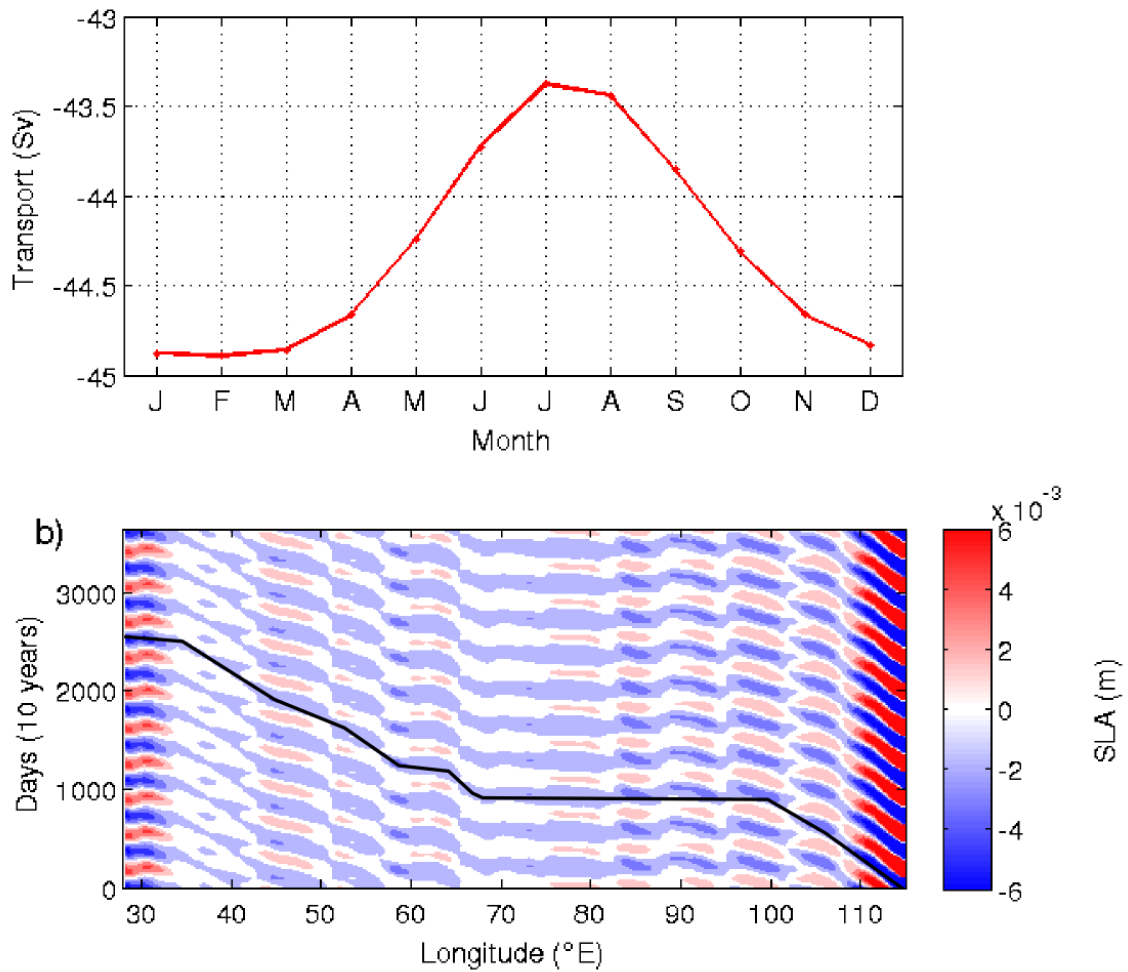 -43
-43.5
-44
-44.5
-45
Transport (Sv)
J F M A M J J A S O N D
Month
b)
3000
2000
1000
0
Days (10 years)
30 40 50 60 70 80 90 100 110
Longitude (°E)
x 10⁻³
6
4
2
0
-2
-4
-6
SLA (m)